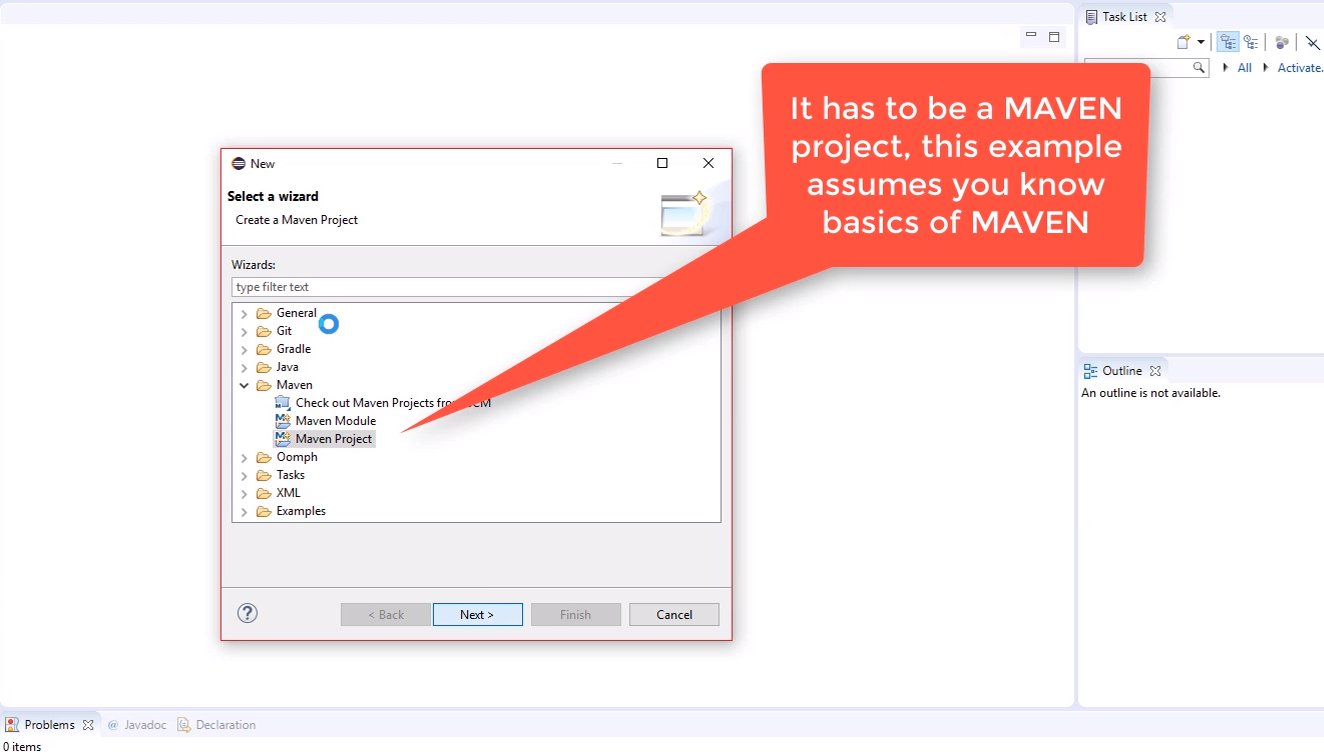 Task List
All
Activate.
It has to be a MAVEN
project, this example
assumes you know
basics of MAVEN
New
Select a wizard
Create a Maven Project
Wizards:
type filter text
General
Git
Gradle
Java
Maven
Check out Maven Projects from
Maven Module
Maven Project
Oomph
Tasks
XML
Examples
? < Back Next > Finish Cancel
Outline
An outline is not available.
Problems @ Javadoc Declaration
0 items